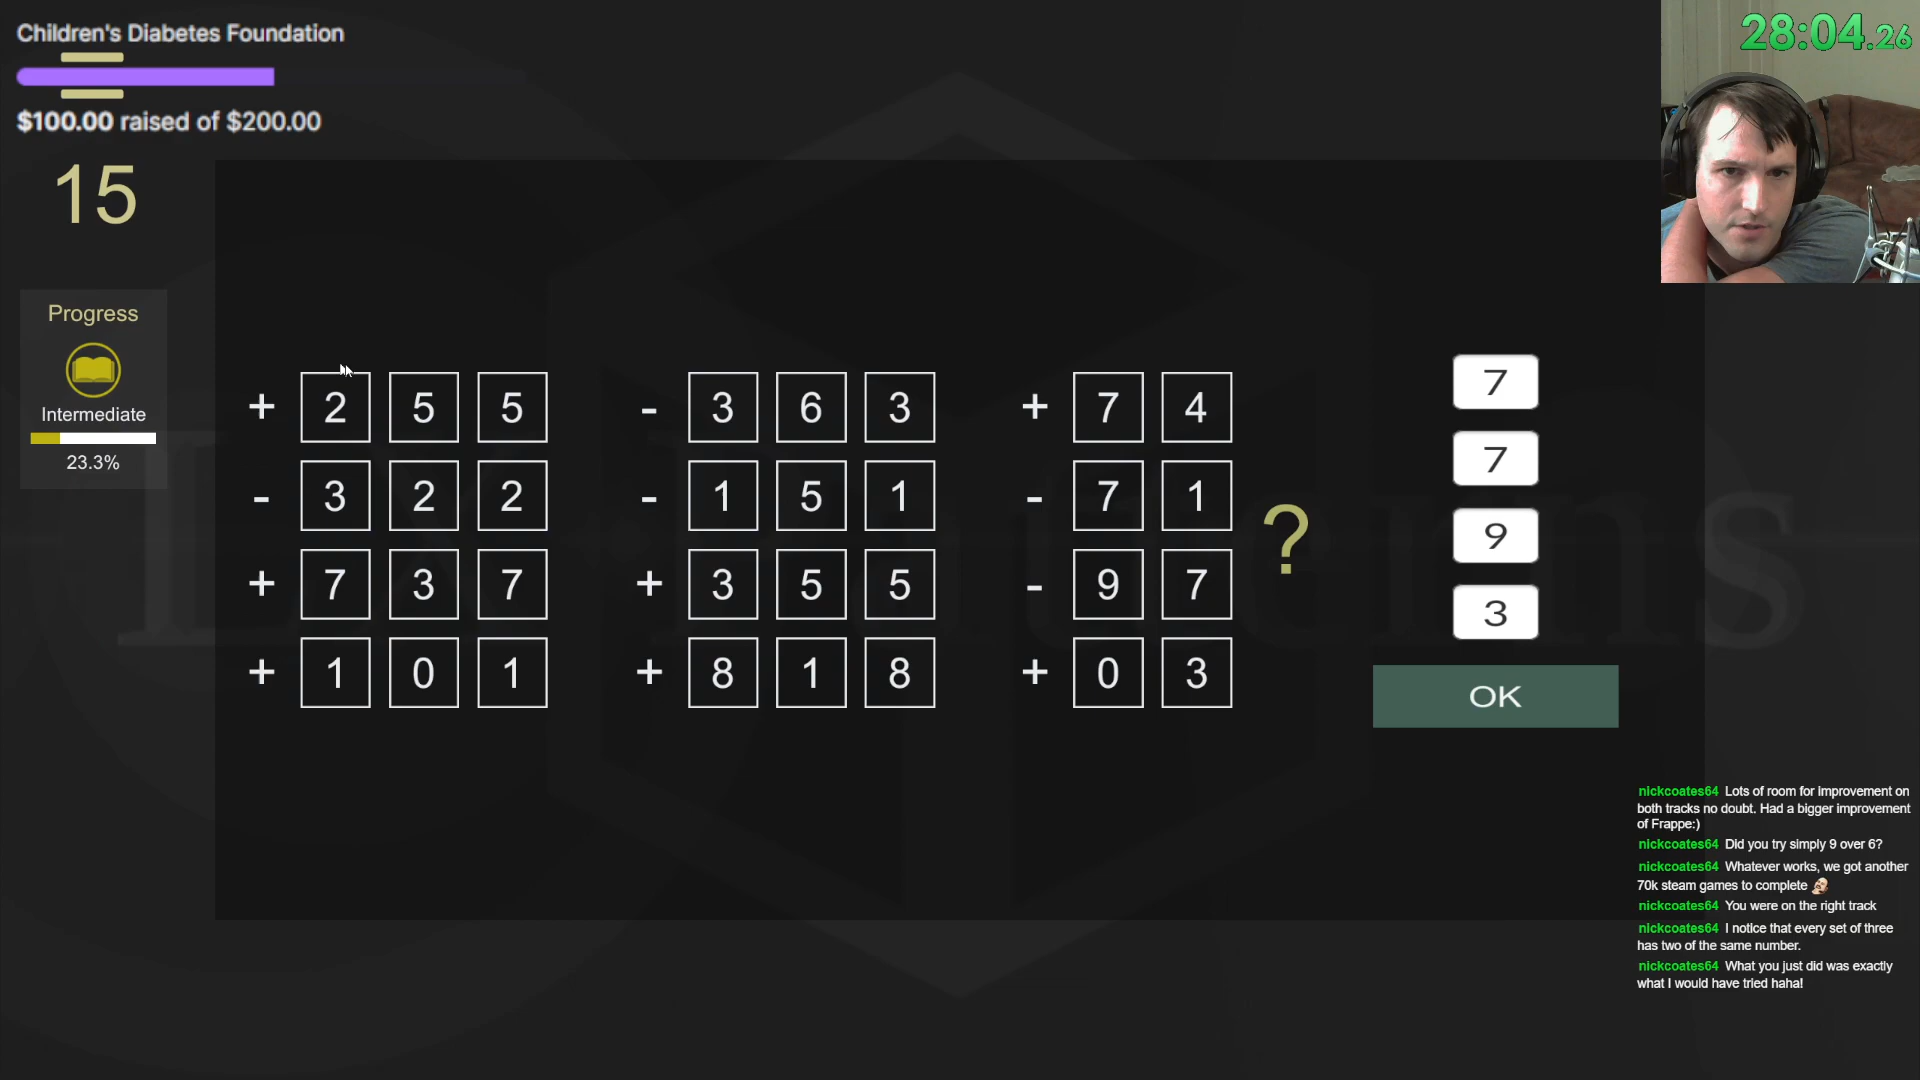 Children's Diabetes Foundation
$100.00 raised of $200.00
28:04.26
15
Progress
Intermediate
23.3%
+ 2 5 5 - 3 6 3 + 7 4
- 3 2 2 - 1 5 1 - 7 1
+ 7 3 7 + 3 5 5 - 9 7
+ 1 0 1 + 8 1 8 + 0 3
?
7
7
9
3
OK
nickcoates64 Lots of room for improvement on
both tracks no doubt. Had a bigger improvement
of Frappe:)
nickcoates64 Did you try simply 9 over 6?
nickcoates64 Whatever works, we got another
70k steam games to complete
nickcoates64 You were on the right track
nickcoates64 I notice that every set of three
has two of the same number.
nickcoates64 What you just did was exactly
what I would have tried haha!